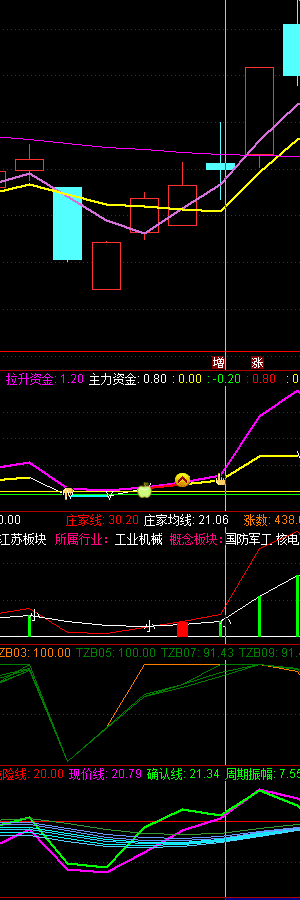 增 涨
拉升资金: 1.20 主力资金: 0.80 : 0.00 : -0.20 : 0.80 : 0
0.00 庄家线: 30.20 庄家均线: 21.06 涨数: 438.0
江苏板块 所属行业: 工业机械 概念板块: 国防军工,核电
小
小
ZB03: 100.00 TZB05: 100.00 TZB07: 91.43 TZB09: 91.4
险线: 20.00 现价线: 20.79 确认线: 21.34 周期振幅: 7.55